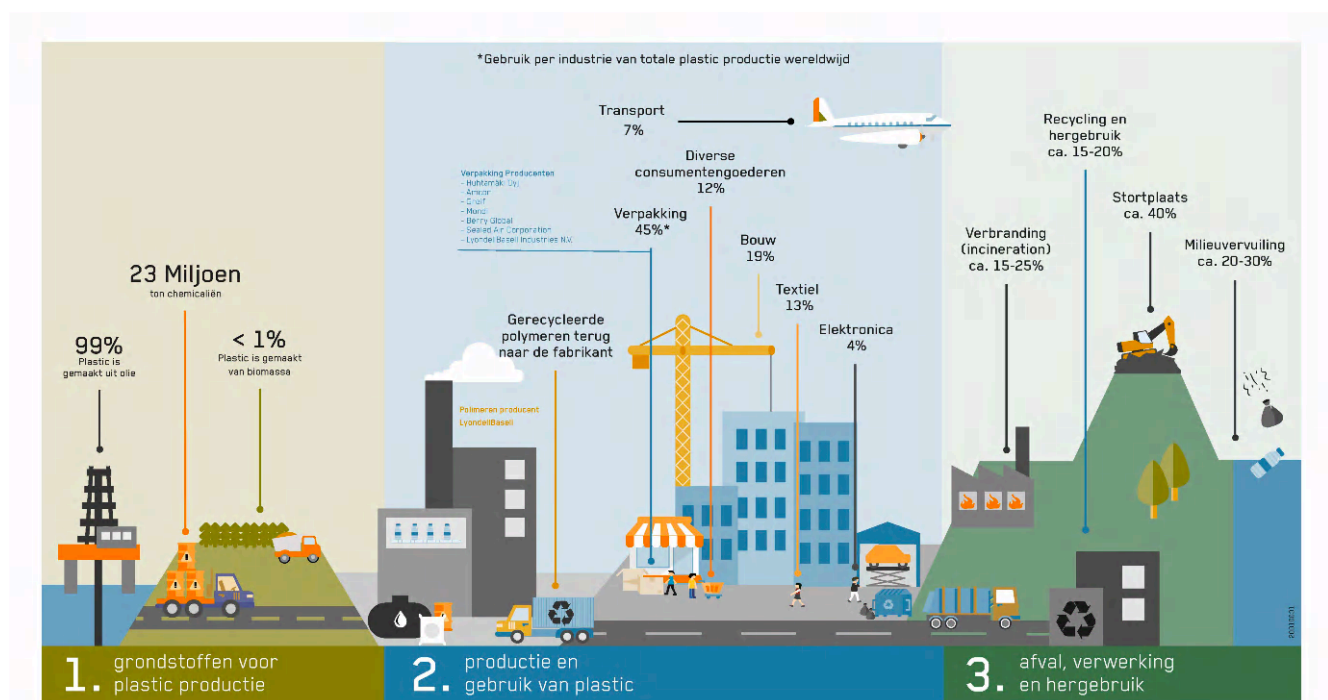 *Gebruik per industrie van totale plastic productie wereldwijd
Transport
7%
Diverse
consumentengoederen
12%
Verpakking Producenten
- Huhtamäki Oyj
- Amcor
- Greif
- Mondi
- Berry Global
- Sealed Air Corporation
- Lyondel Basell Industries N.V.
Verpakking
45%*
Bouw
19%
Textiel
13%
Elektronica
4%
Gerecycleerde
polymeren terug
naar de fabrikant
Polimeren producent
LyondellBasell
23 Miljoen
ton chemicaliën
99%
Plastic is
gemaakt uit olie
< 1%
Plastic is gemaakt
van biomassa
Recycling en
hergebruik
ca. 15-20%
Stortplaats
ca. 40%
Verbranding
(incineration)
ca. 15-25%
Milieuvervuiling
ca. 20-30%
1. grondstoffen voor
plastic productie
2. productie en
gebruik van plastic
3. afval, verwerking
en hergebruik